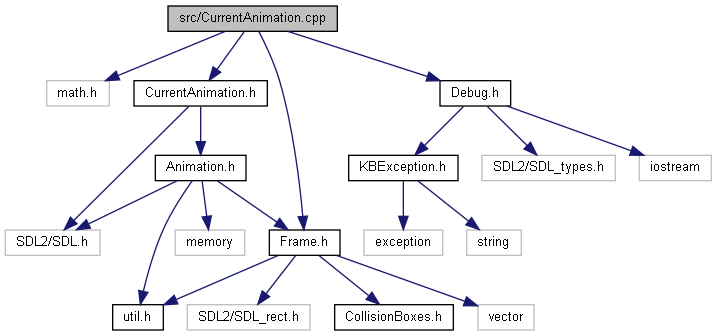 src/CurrentAnimation.cpp
math.h
CurrentAnimation.h
Debug.h
Animation.h
KBException.h
SDL2/SDL_types.h
iostream
SDL2/SDL.h
memory
Frame.h
exception
string
util.h
SDL2/SDL_rect.h
CollisionBoxes.h
vector